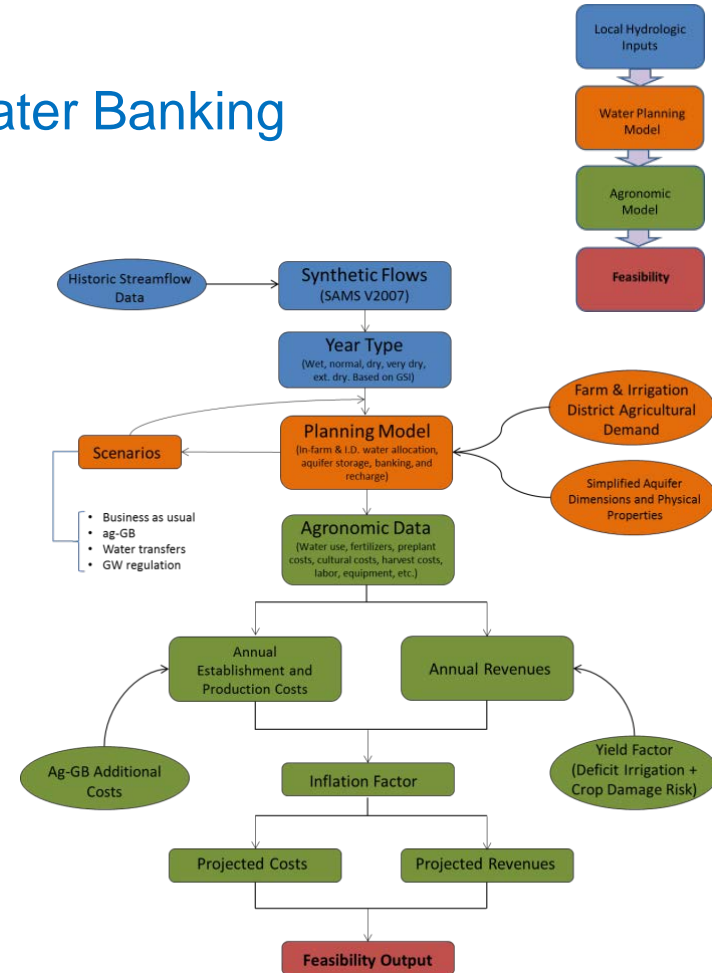 ater Banking
Local Hydrologic
Inputs
Water Planning
Model
Agronomic
Model
Feasibility
Historic Streamflow
Data
Synthetic Flows
(SAMS V2007)
Year Type
(Wet, normal, dry, very dry,
ext. dry. Based on GSI)
Scenarios
Planning Model
(In-farm & I.D. water allocation,
aquifer storage, banking, and
recharge)
Farm & Irrigation
District Agricultural
Demand
Simplified Aquifer
Dimensions and Physical
Properties
• Business as usual
• ag-GB
• Water transfers
• GW regulation
Agronomic Data
(Water use, fertilizers, preplant
costs, cultural costs, harvest costs,
labor, equipment, etc.)
Annual
Establishment and
Production Costs
Annual Revenues
Ag-GB Additional
Costs
Inflation Factor
Yield Factor
(Deficit Irrigation +
Crop Damage Risk)
Projected Costs
Projected Revenues
Feasibility Output